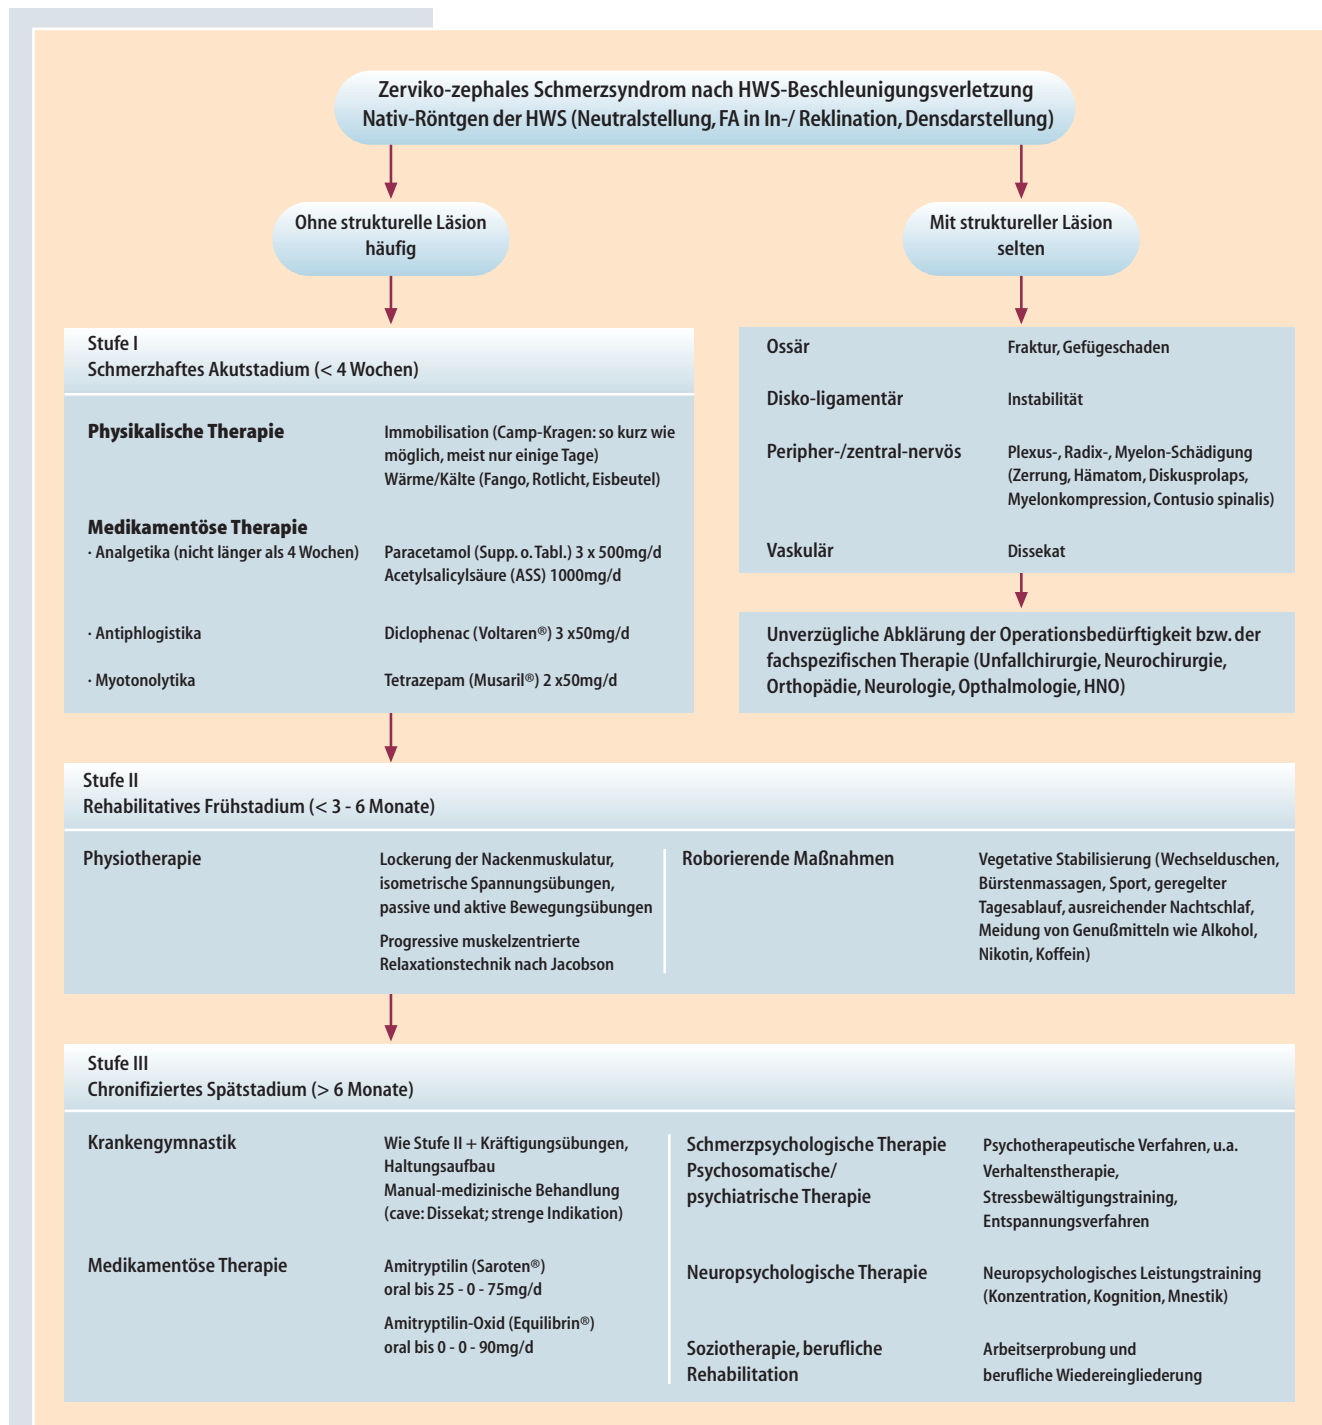 Zerviko-zephales Schmerzsyndrom nach HWS-Beschleunigungsverletzung
Nativ-Röntgen der HWS (Neutralstellung, FA in In-/ Reklination, Densdarstellung)
Ohne strukturelle Läsion
häufig
Mit struktureller Läsion
selten
Stufe I
Schmerzhaftes Akutstadium (< 4 Wochen)
Physikalische Therapie
Immobilisation (Camp-Kragen: so kurz wie
möglich, meist nur einige Tage)
Wärme/Kälte (Fango, Rotlicht, Eisbeutel)
Medikamentöse Therapie
· Analgetika (nicht länger als 4 Wochen)
Paracetamol (Supp. o. Tabl.) 3 x 500mg/d
Acetylsalicylsäure (ASS) 1000mg/d
· Antiphlogistika
Diclophenac (Voltaren®) 3 x50mg/d
· Myotonolytika
Tetrazepam (Musaril®) 2 x50mg/d
Ossär
Fraktur, Gefügeschaden
Disko-ligamentär
Instabilität
Peripher-/zentral-nervös
Plexus-, Radix-, Myelon-Schädigung
(Zerrung, Hämatom, Diskusprolaps,
Myelonkompression, Contusio spinalis)
Vaskulär
Dissekat
Unverzügliche Abklärung der Operationsbedürftigkeit bzw. der
fachspezifischen Therapie (Unfallchirurgie, Neurochirurgie,
Orthopädie, Neurologie, Opthalmologie, HNO)
Stufe II
Rehabilitatives Frühstadium (< 3 - 6 Monate)
Physiotherapie
Lockerung der Nackenmuskulatur,
isometrische Spannungsübungen,
passive und aktive Bewegungsübungen
Progressive muskelzentrierte
Relaxationstechnik nach Jacobson
Roborierende Maßnahmen
Vegetative Stabilisierung (Wechselduschen,
Bürstenmassagen, Sport, geregelter
Tagesablauf, ausreichender Nachtschlaf,
Meidung von Genußmitteln wie Alkohol,
Nikotin, Koffein)
Stufe III
Chronifiziertes Spätstadium (> 6 Monate)
Krankengymnastik
Wie Stufe II + Kräftigungsübungen,
Haltungsaufbau
Manual-medizinische Behandlung
(cave: Dissekat; strenge Indikation)
Medikamentöse Therapie
Amitryptilin (Saroten®)
oral bis 25 - 0 - 75mg/d
Amitryptilin-Oxid (Equilibrin®)
oral bis 0 - 0 - 90mg/d
Schmerzpsychologische Therapie
Psychosomatische/
psychiatrische Therapie
Psychotherapeutische Verfahren, u.a.
Verhaltenstherapie,
Stressbewältigungstraining,
Entspannungsverfahren
Neuropsychologische Therapie
Neuropsychologisches Leistungstraining
(Konzentration, Kognition, Mnestik)
Soziotherapie, berufliche
Rehabilitation
Arbeitserprobung und
berufliche Wiedereingliederung